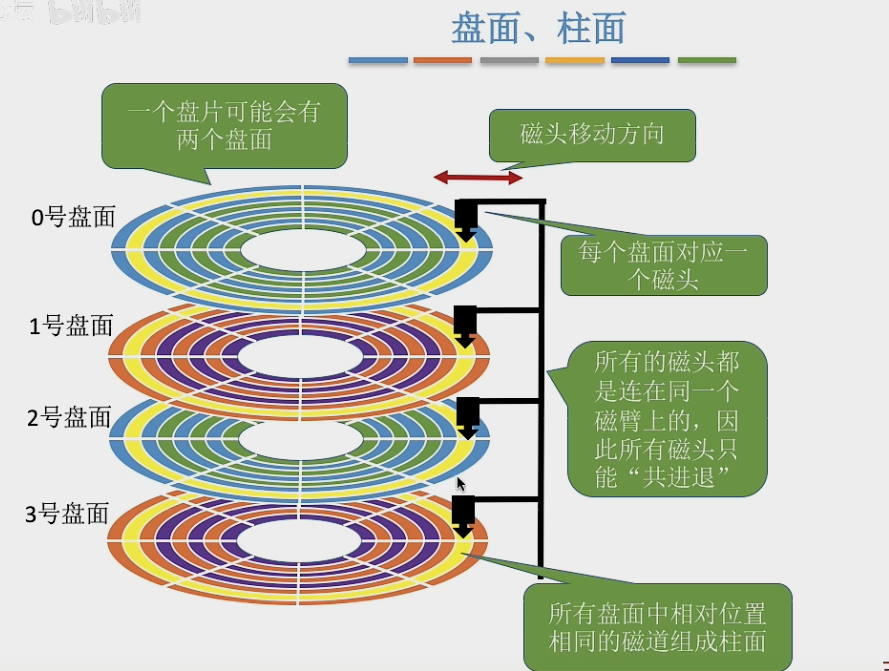 盘面、柱面
一个盘片可能会有
两个盘面
磁头移动方向
0号盘面
每个盘面对应一
个磁头
1号盘面
所有的磁头都
是连在同一个
磁臂上的，因
此所有磁头只
能“共进退”
2号盘面
3号盘面
所有盘面中相对位置
相同的磁道组成柱面